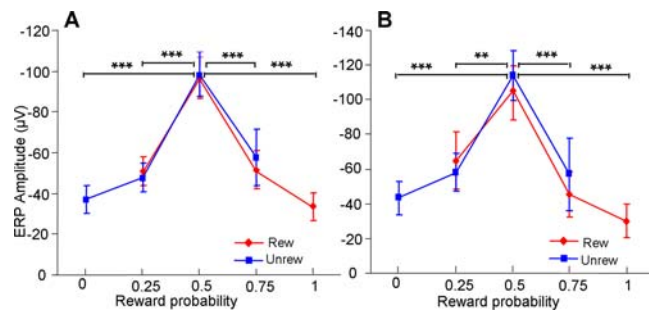 A
B
*** *** *** ***
*** ** *** ***
ERP Amplitude (µV)
-120
-100
-80
-60
-40
-20
0
-140
-120
-100
-80
-60
-40
-20
0
Rew
Unrew
Rew
Unrew
0 0.25 0.5 0.75 1
0 0.25 0.5 0.75 1
Reward probability
Reward probability